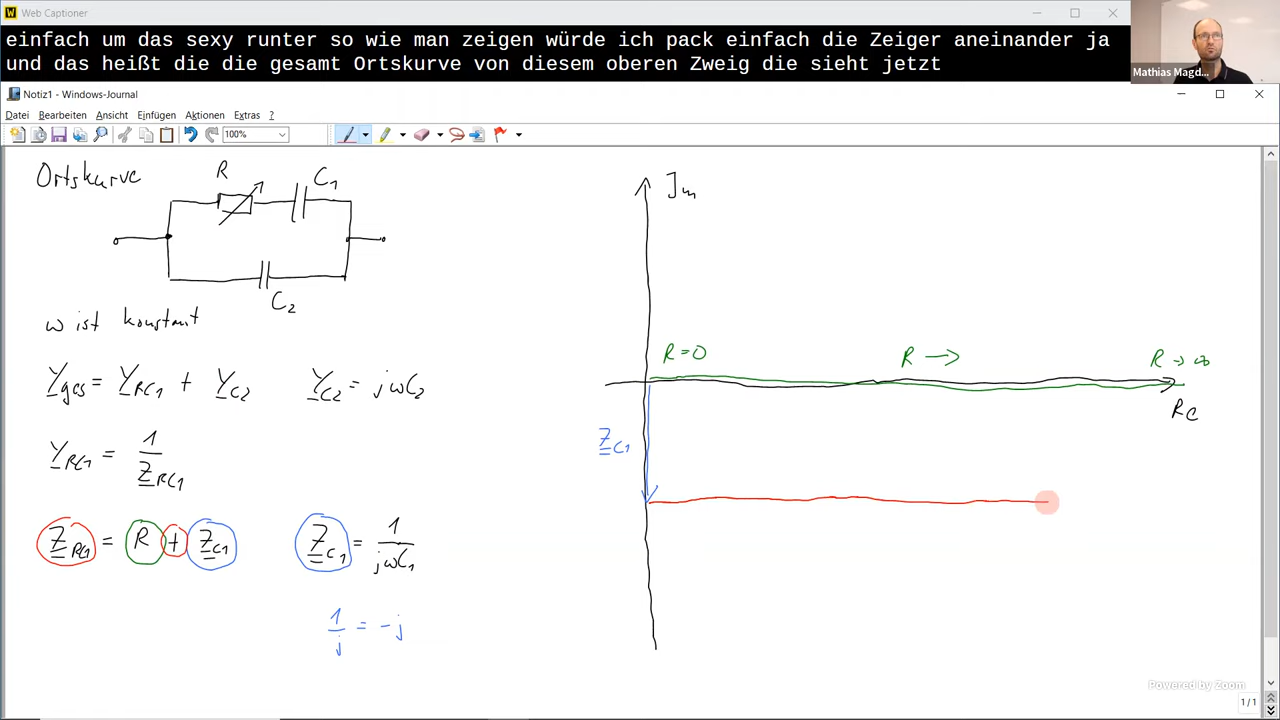 Web Captioner
einfach um das sexy runter so wie man zeigen würde ich pack einfach die Zeiger aneinander ja
und das heißt die die gesamt Ortskurve von diesem oberen Zweig die sieht jetzt
Mathias Magd...
Notiz1 - Windows-Journal
Datei Bearbeiten Ansicht Einfügen Aktionen Extras ?
100%
Ortskurve
R
C1
C2
ω ist konstant
Yges = YRC1 + YC2
YC2 = jωC2
YRC1 = 1/ZRC1
ZRC1 = R + ZC1
ZC1 = 1/jωC1
1/j = -j
Im
R=0
R →
R → ∞
Re
ZC1
Powered by Zoom
1 / 1